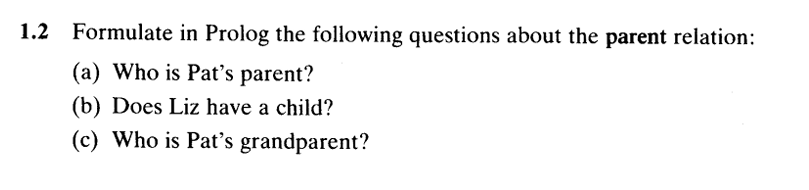 1.2 Formulate in Prolog the following questions about the parent relation:
(a) Who is Pat's parent?
(b) Does Liz have a child?
(c) Who is Pat's grandparent?